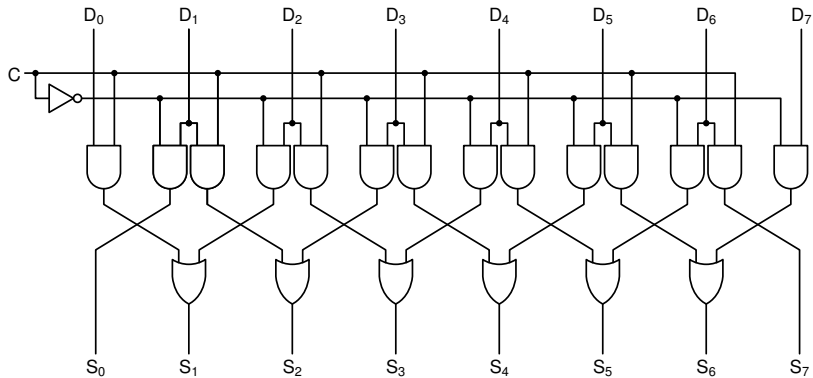 D₀ D₁ D₂ D₃ D₄ D₅ D₆ D₇
C
S₀ S₁ S₂ S₃ S₄ S₅ S₆ S₇